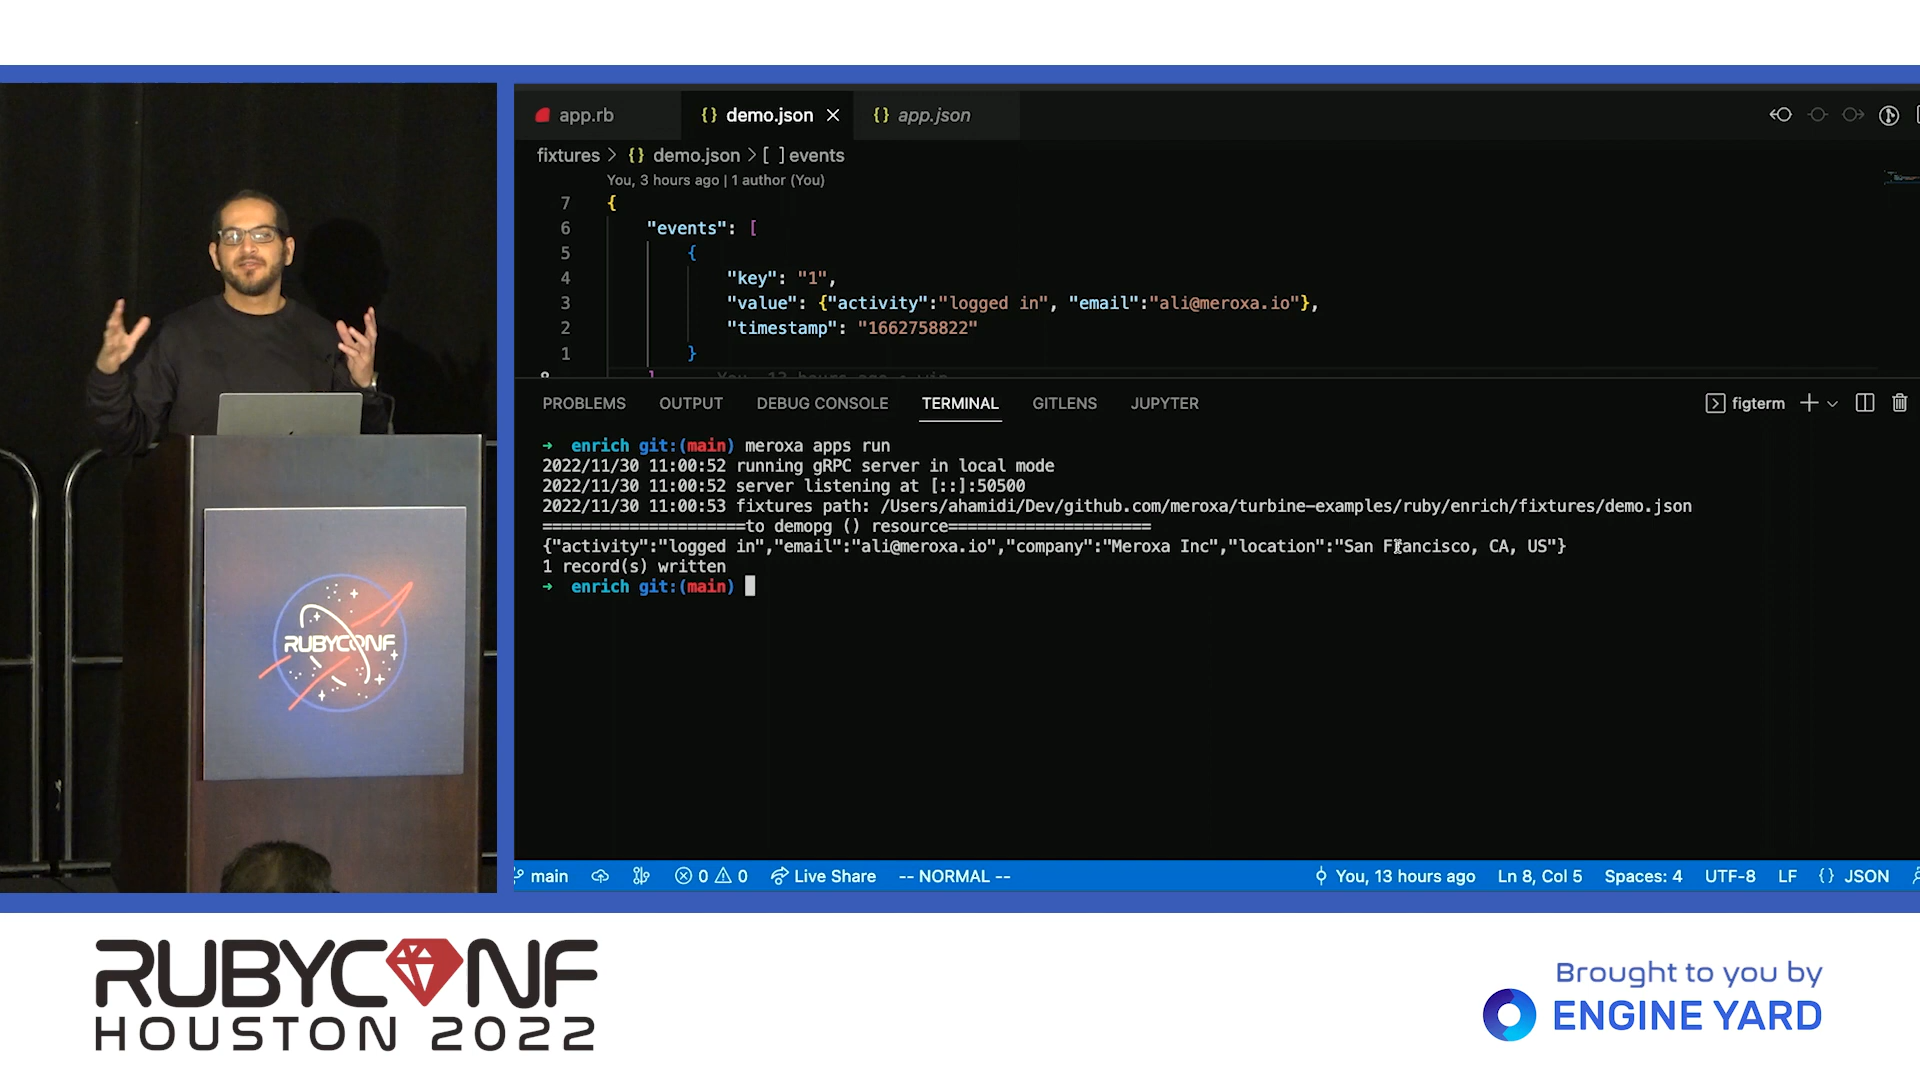 app.rb
{} demo.json ×
{} app.json
fixtures > {} demo.json > [ ] events
You, 3 hours ago | 1 author (You)
7 {
6 "events": [
5 {
4 "key": "1",
3 "value": {"activity":"logged in", "email":"ali@meroxa.io"},
2 "timestamp": "1662758822"
1 }
PROBLEMS OUTPUT DEBUG CONSOLE TERMINAL GITLENS JUPYTER
figterm
→ enrich git:(main) meroxa apps run
2022/11/30 11:00:52 running gRPC server in local mode
2022/11/30 11:00:52 server listening at [::]:50500
2022/11/30 11:00:53 fixtures path: /Users/ahamidi/Dev/github.com/meroxa/turbine-examples/ruby/enrich/fixtures/demo.json
=====================to demopg () resource=====================
{"activity":"logged in","email":"ali@meroxa.io","company":"Meroxa Inc","location":"San Francisco, CA, US"}
1 record(s) written
→ enrich git:(main)
main 0 0 Live Share -- NORMAL -- You, 13 hours ago Ln 8, Col 5 Spaces: 4 UTF-8 LF {} JSON
RUBYCONF
RUBYCONF
HOUSTON 2022
Brought to you by
ENGINE YARD